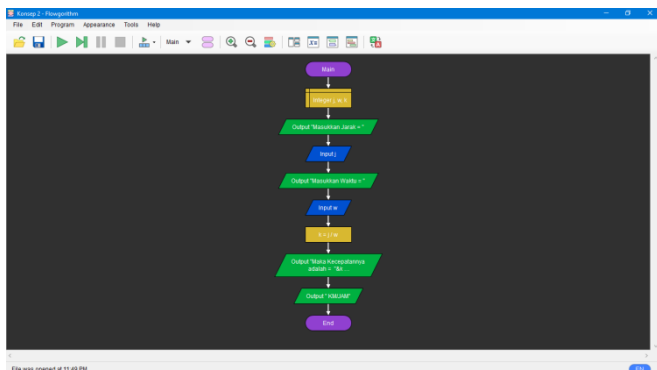 Konsep 2 - Flowgorithm
File Edit Program Appearance Tools Help
Main
Main
Integer j, w, k
Output "Masukkan Jarak = "
Input j
Output "Masukkan Waktu = "
Input w
k = j / w
Output "Maka Kecepatannya
adalah = "&k ...
Output " KM/JAM"
End
File was opened at 11:49 PM
EN